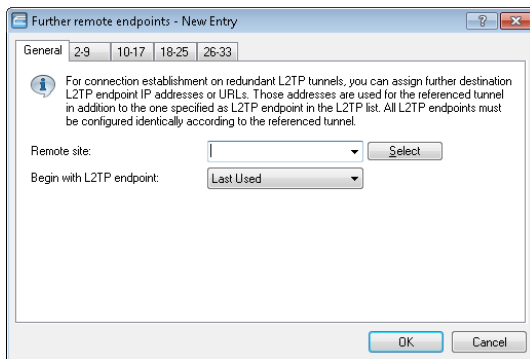 Further remote endpoints - New Entry
General 2-9 10-17 18-25 26-33
For connection establishment on redundant L2TP tunnels, you can assign further destination
L2TP endpoint IP addresses or URLs. Those addresses are used for the referenced tunnel
in addition to the one specified as L2TP endpoint in the L2TP list. All L2TP endpoints must
be configured identically according to the referenced tunnel.
Remote site: Select
Begin with L2TP endpoint: Last Used
OK Cancel